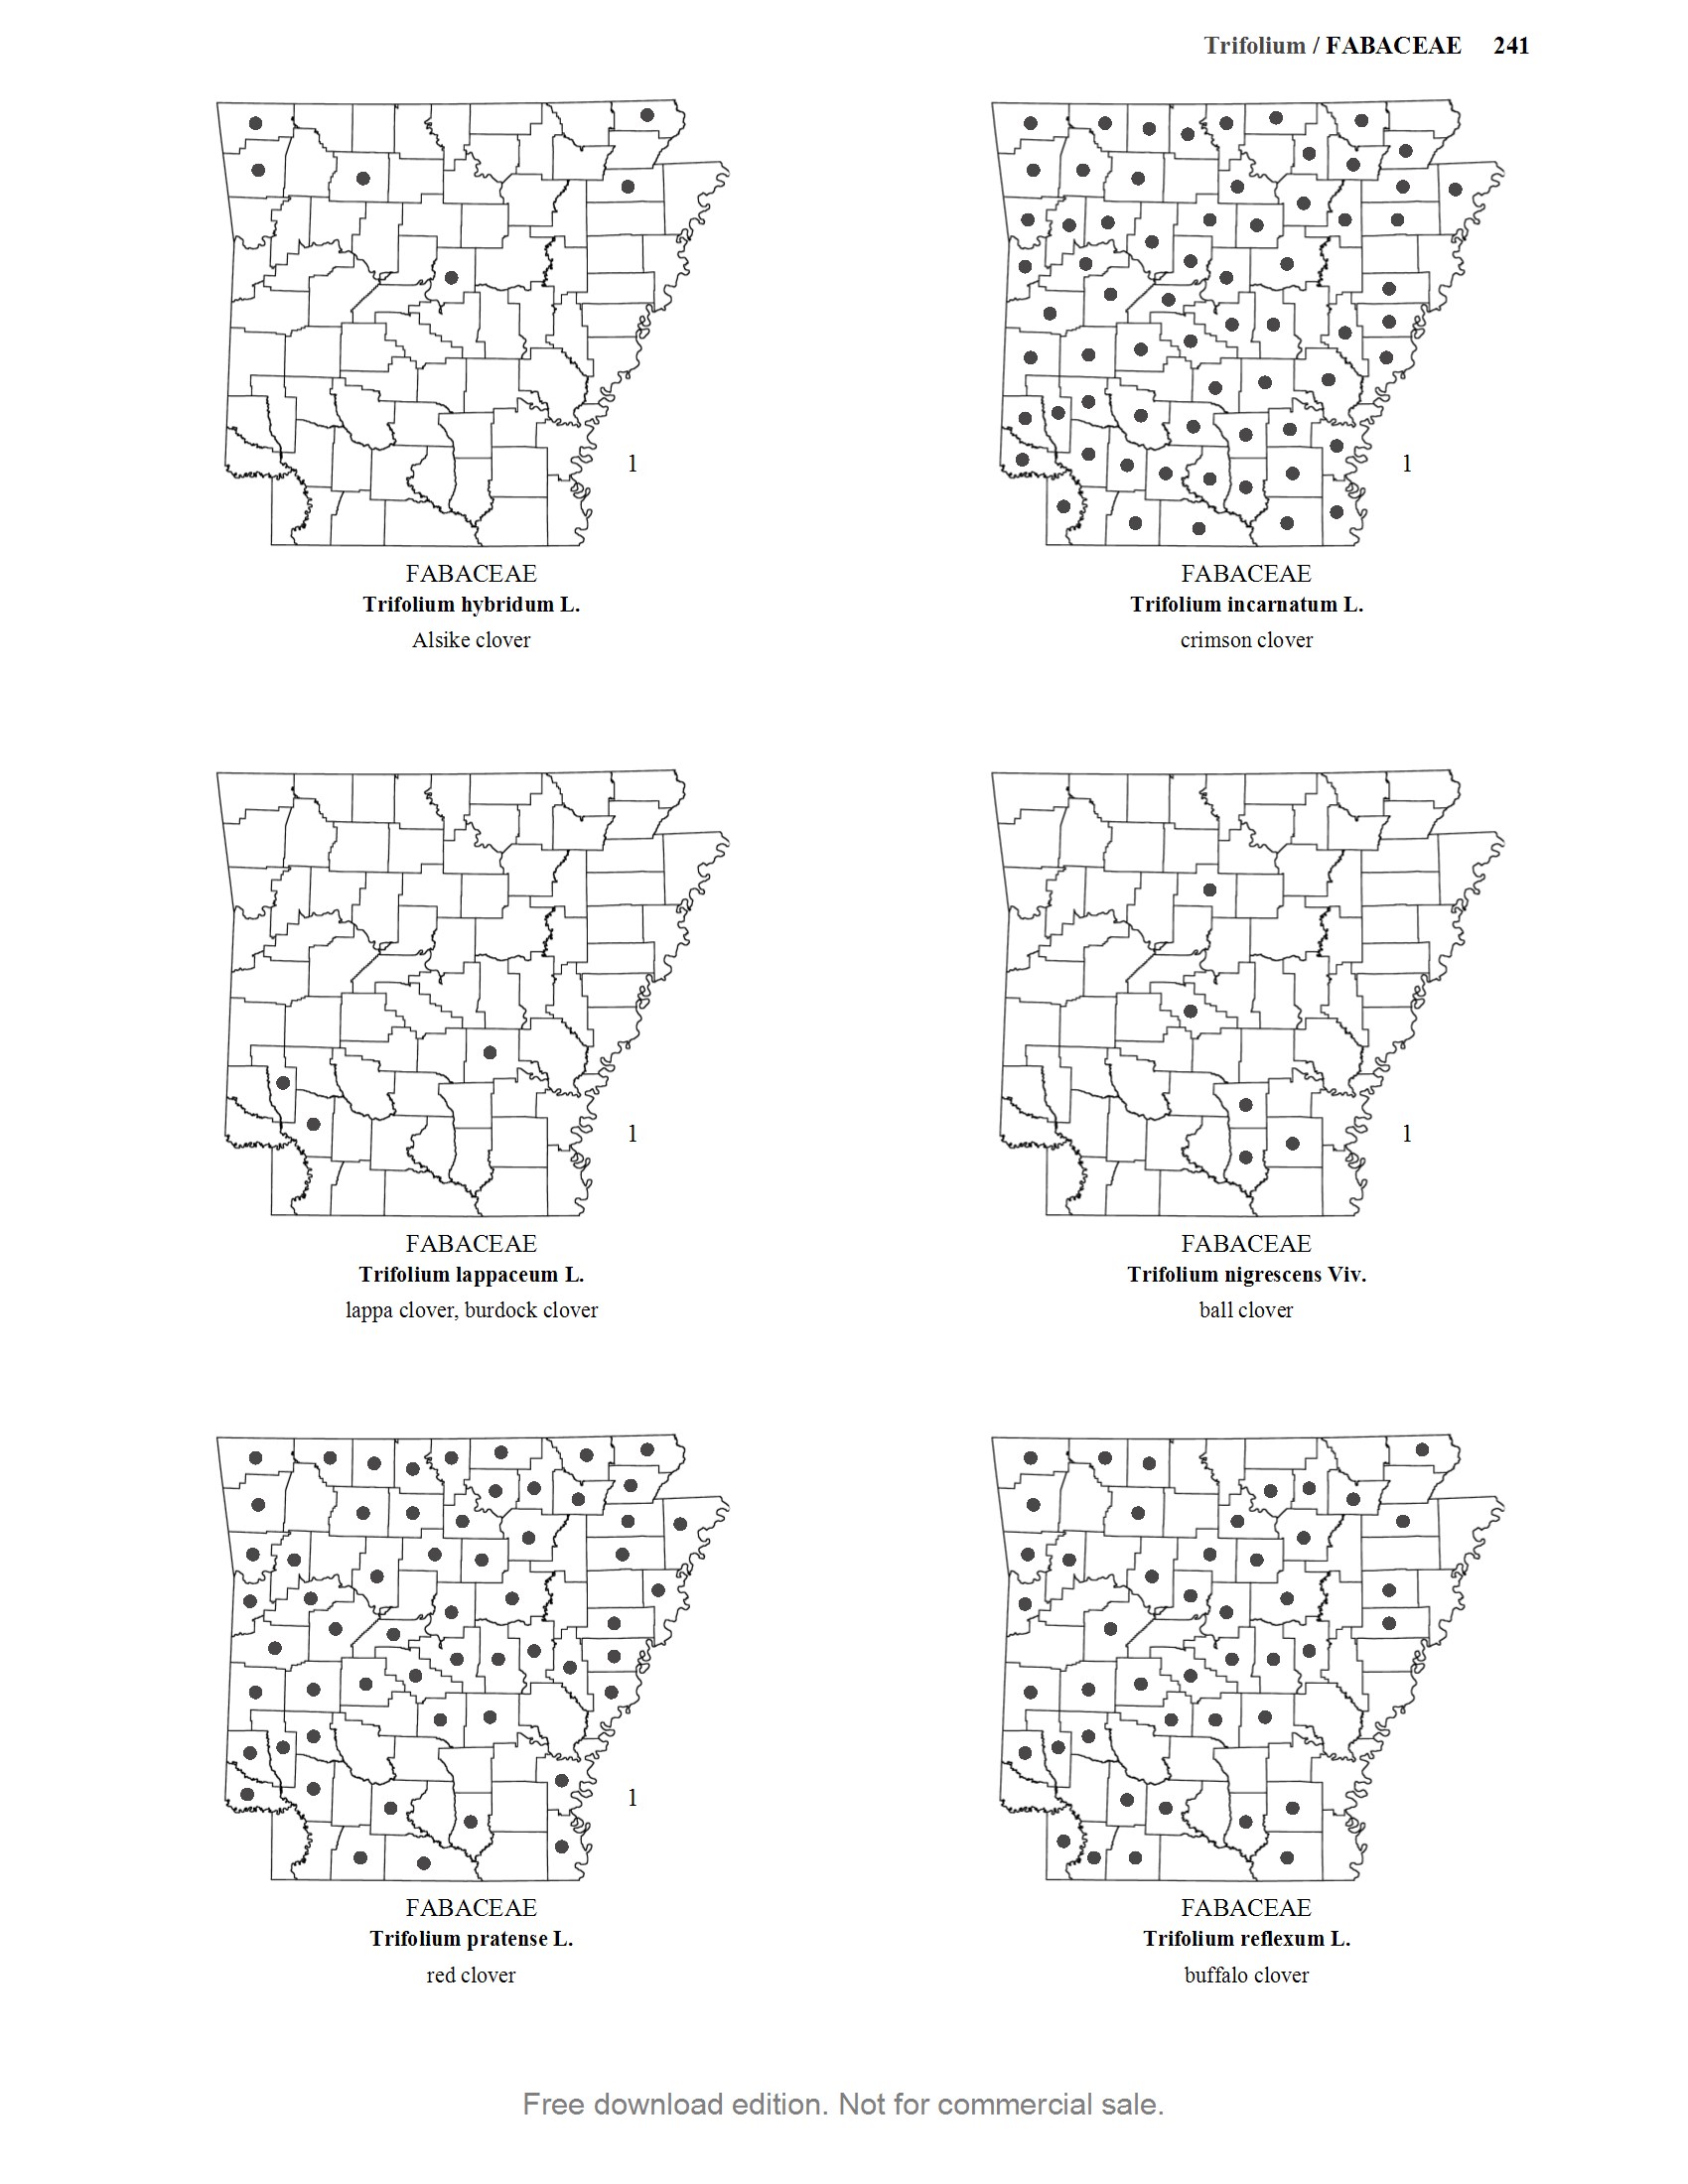 Trifolium / FABACEAE 241
1
FABACEAE
Trifolium hybridum L.
Alsike clover
1
FABACEAE
Trifolium incarnatum L.
crimson clover
1
FABACEAE
Trifolium lappaceum L.
lappa clover, burdock clover
1
FABACEAE
Trifolium nigrescens Viv.
ball clover
1
FABACEAE
Trifolium pratense L.
red clover
FABACEAE
Trifolium reflexum L.
buffalo clover
Free download edition. Not for commercial sale.